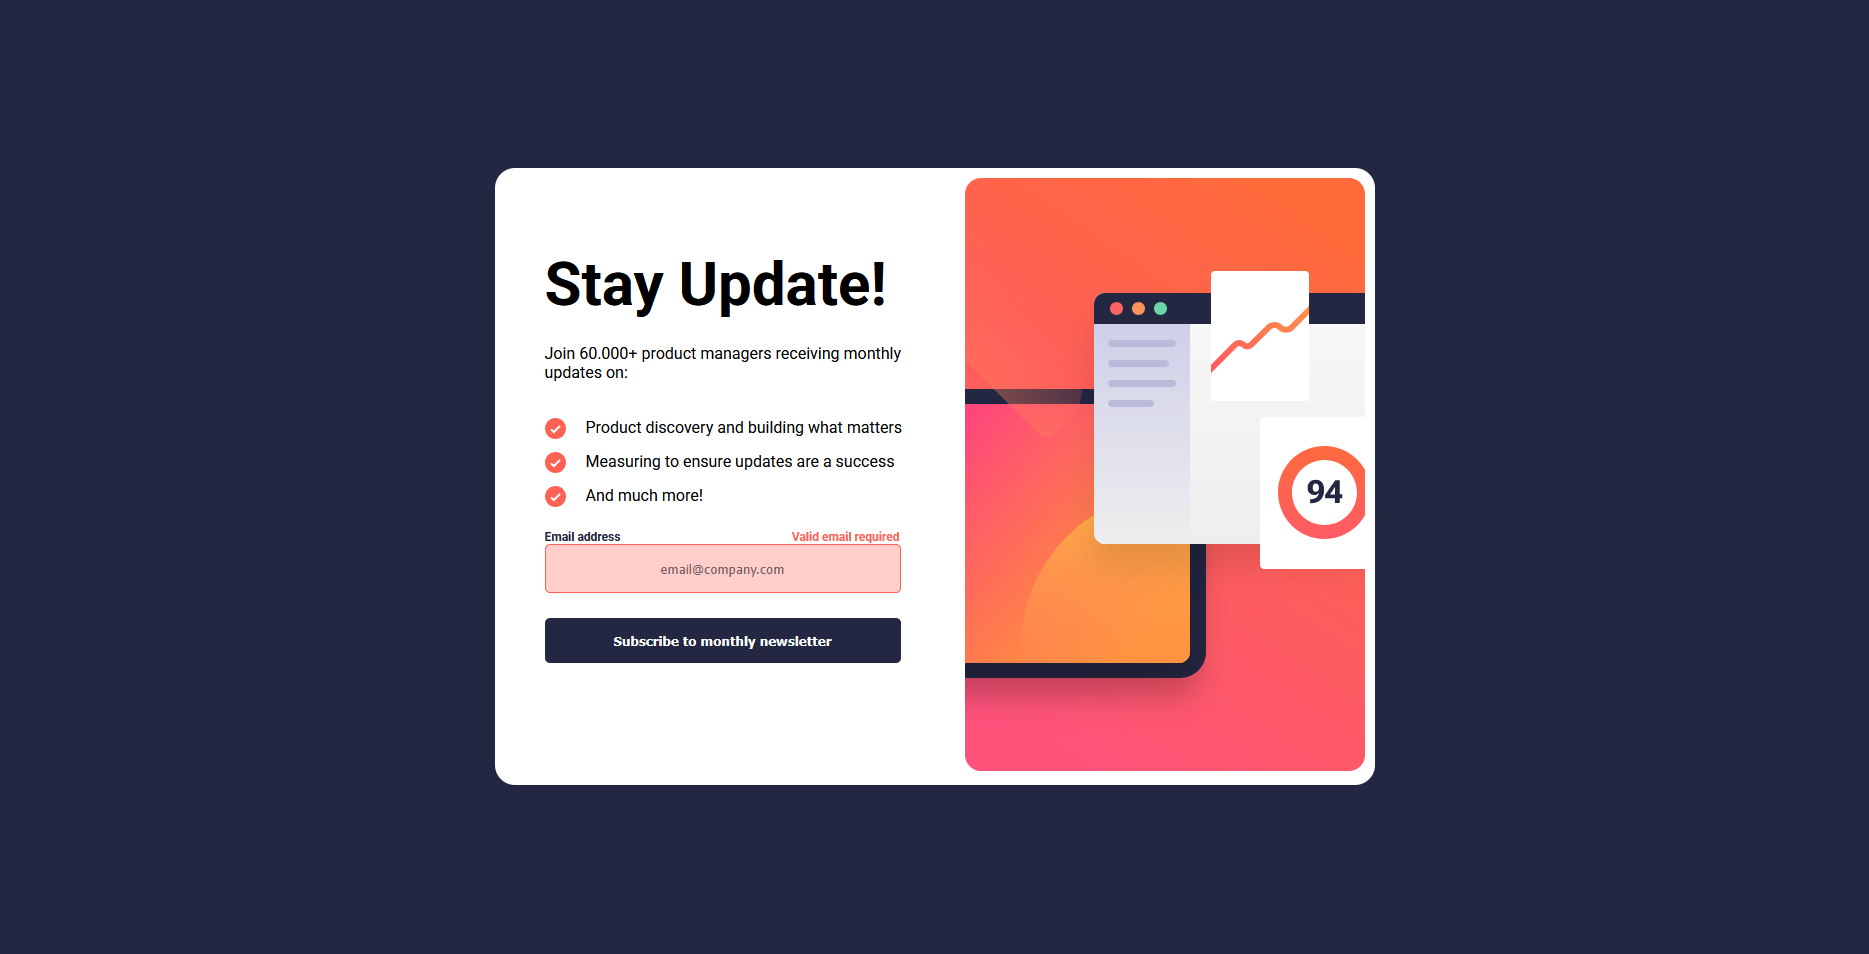 Stay Update!
Join 60.000+ product managers receiving monthly
updates on:
Product discovery and building what matters
Measuring to ensure updates are a success
And much more!
Email address
Valid email required
email@company.com
Subscribe to monthly newsletter
94